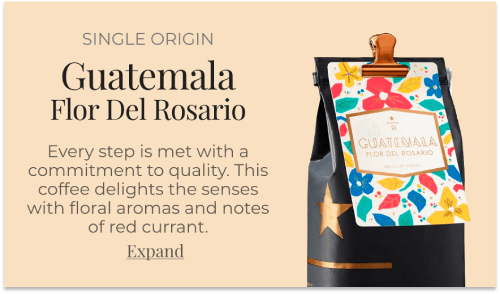 SINGLE ORIGIN
Guatemala
Flor Del Rosario
Every step is met with a
commitment to quality. This
coffee delights the senses
with floral aromas and notes
of red currant.
Expand
R
GUATEMALA
FLOR DEL ROSARIO